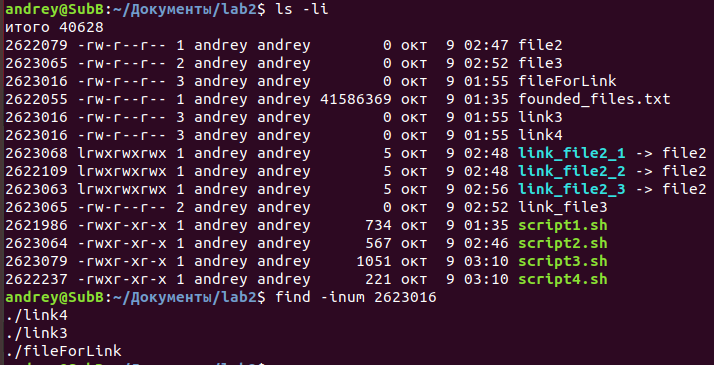 andrey@SubB:~/Документы/lab2$ ls -li
итого 40628
2622079 -rw-r--r-- 1 andrey andrey        0 окт  9 02:47 file2
2623065 -rw-r--r-- 2 andrey andrey        0 окт  9 02:52 file3
2623016 -rw-r--r-- 3 andrey andrey        0 окт  9 01:55 fileForLink
2622055 -rw-r--r-- 1 andrey andrey 41586369 окт  9 01:35 founded_files.txt
2623016 -rw-r--r-- 3 andrey andrey        0 окт  9 01:55 link3
2623016 -rw-r--r-- 3 andrey andrey        0 окт  9 01:55 link4
2623068 lrwxrwxrwx 1 andrey andrey        5 окт  9 02:48 link_file2_1 -> file2
2622109 lrwxrwxrwx 1 andrey andrey        5 окт  9 02:48 link_file2_2 -> file2
2623063 lrwxrwxrwx 1 andrey andrey        5 окт  9 02:56 link_file2_3 -> file2
2623065 -rw-r--r-- 2 andrey andrey        0 окт  9 02:52 link_file3
2621986 -rwxr-xr-x 1 andrey andrey      734 окт  9 01:35 script1.sh
2623064 -rwxr-xr-x 1 andrey andrey      567 окт  9 02:46 script2.sh
2623079 -rwxr-xr-x 1 andrey andrey     1051 окт  9 03:10 script3.sh
2622237 -rwxr-xr-x 1 andrey andrey      221 окт  9 03:10 script4.sh
andrey@SubB:~/Документы/lab2$ find -inum 2623016
./link4
./link3
./fileForLink